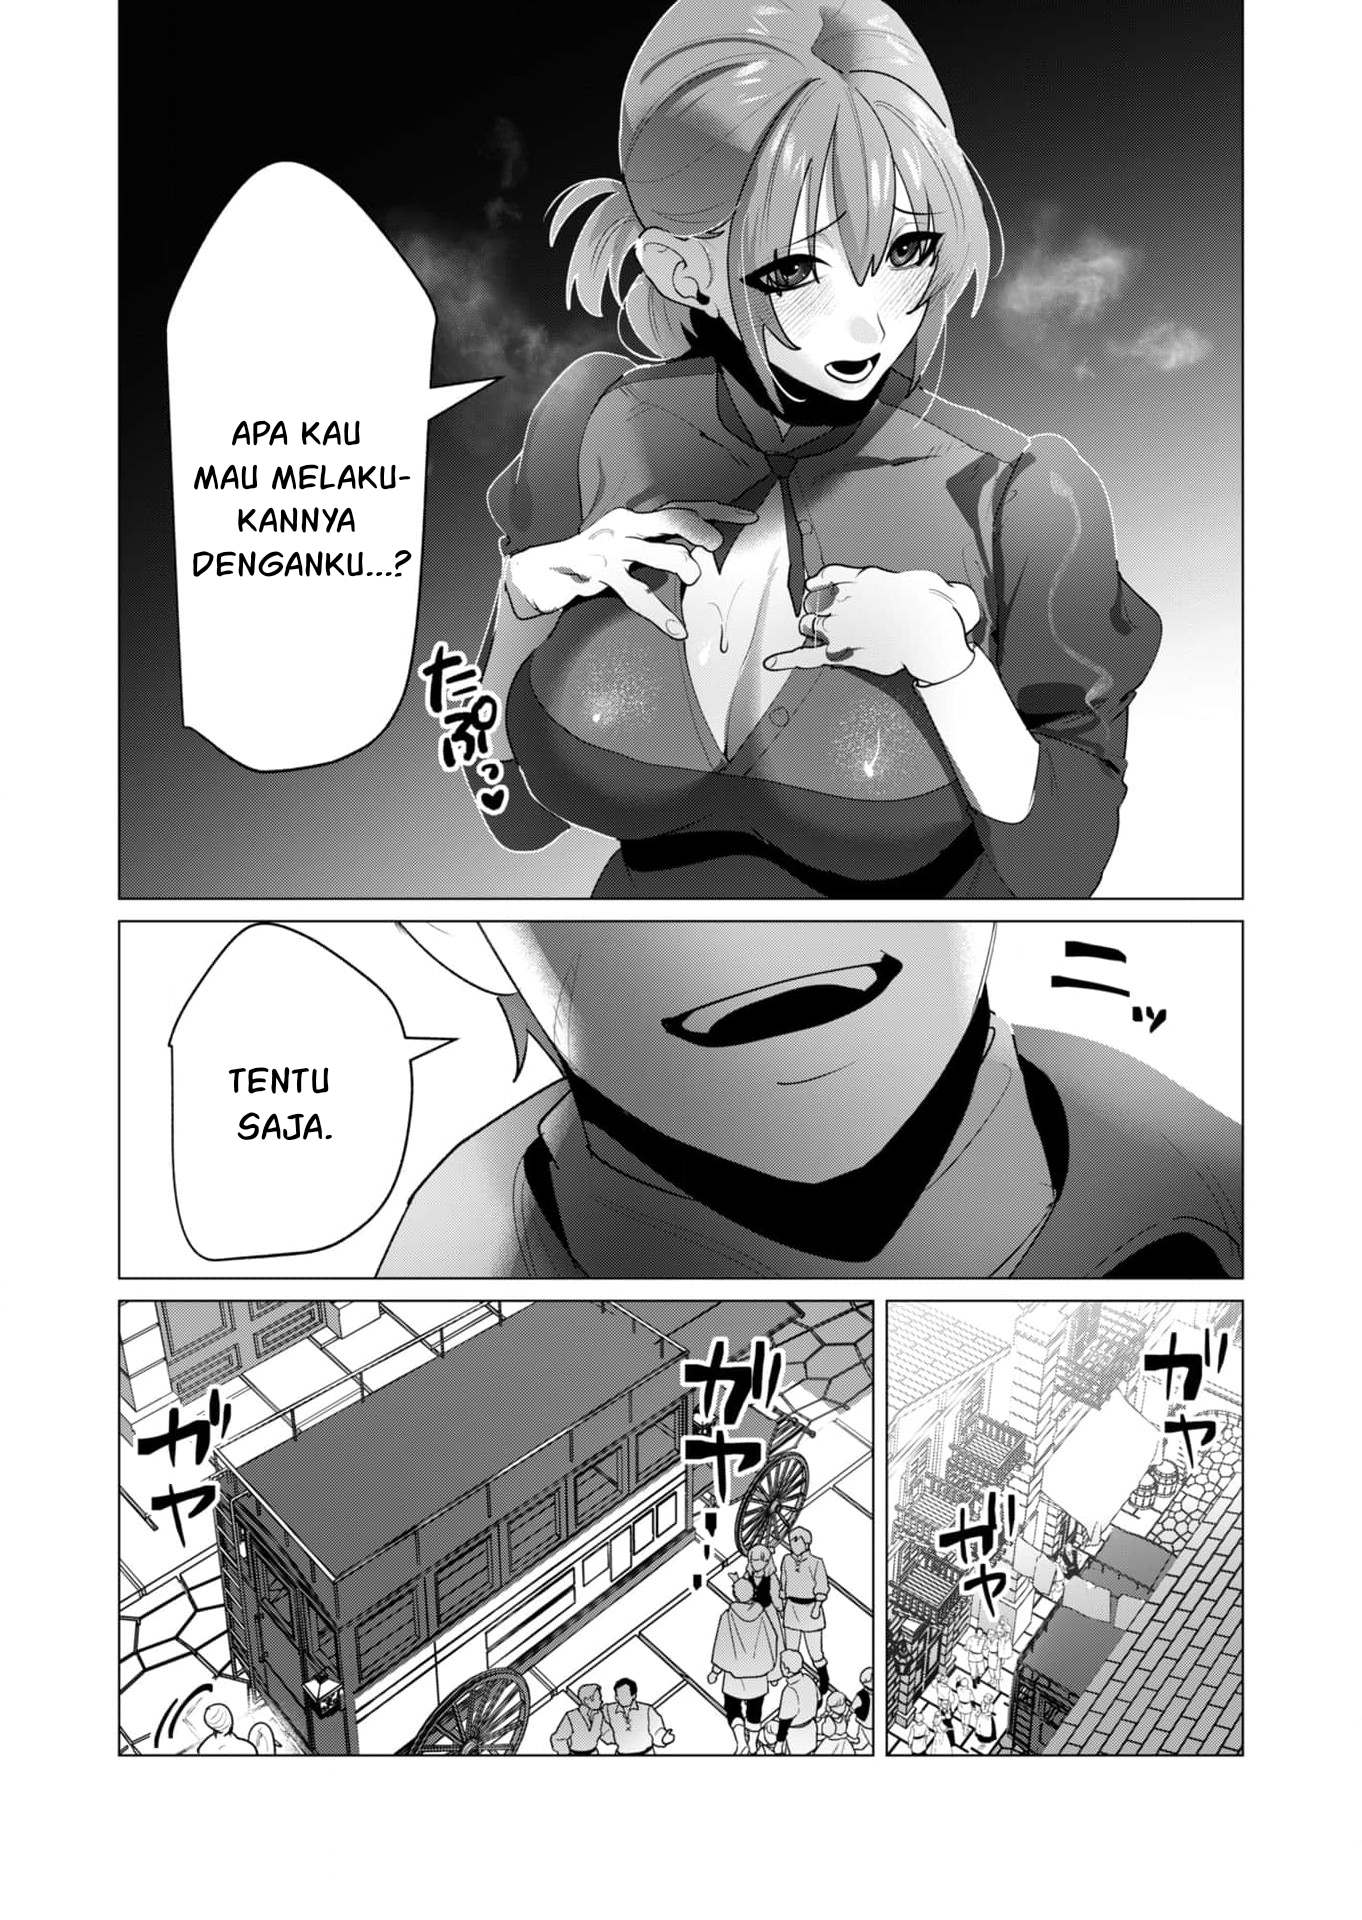 APA KAU
MAU MELAKU-
KANNYA
DENGANKU...?
たぷっ♥
TENTU
SAJA.
ニッ
ガヤ
ガヤ
ガヤ…
ガヤ